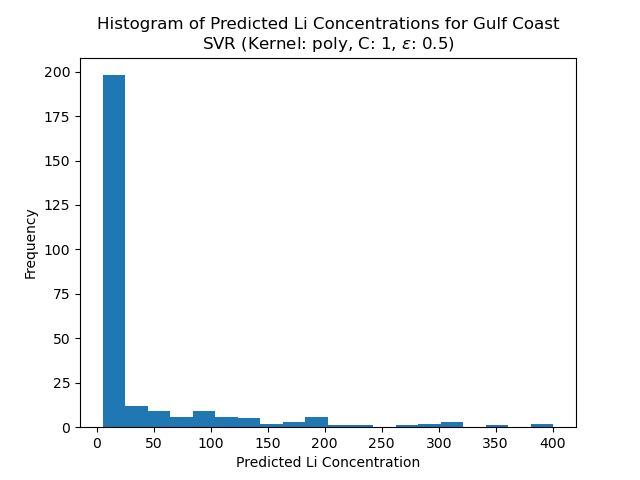 Histogram of Predicted Li Concentrations for Gulf Coast
SVR (Kernel: poly, C: 1, ε: 0.5)
200
175
150
125
100
75
50
25
0
Frequency
0 50 100 150 200 250 300 350 400
Predicted Li Concentration